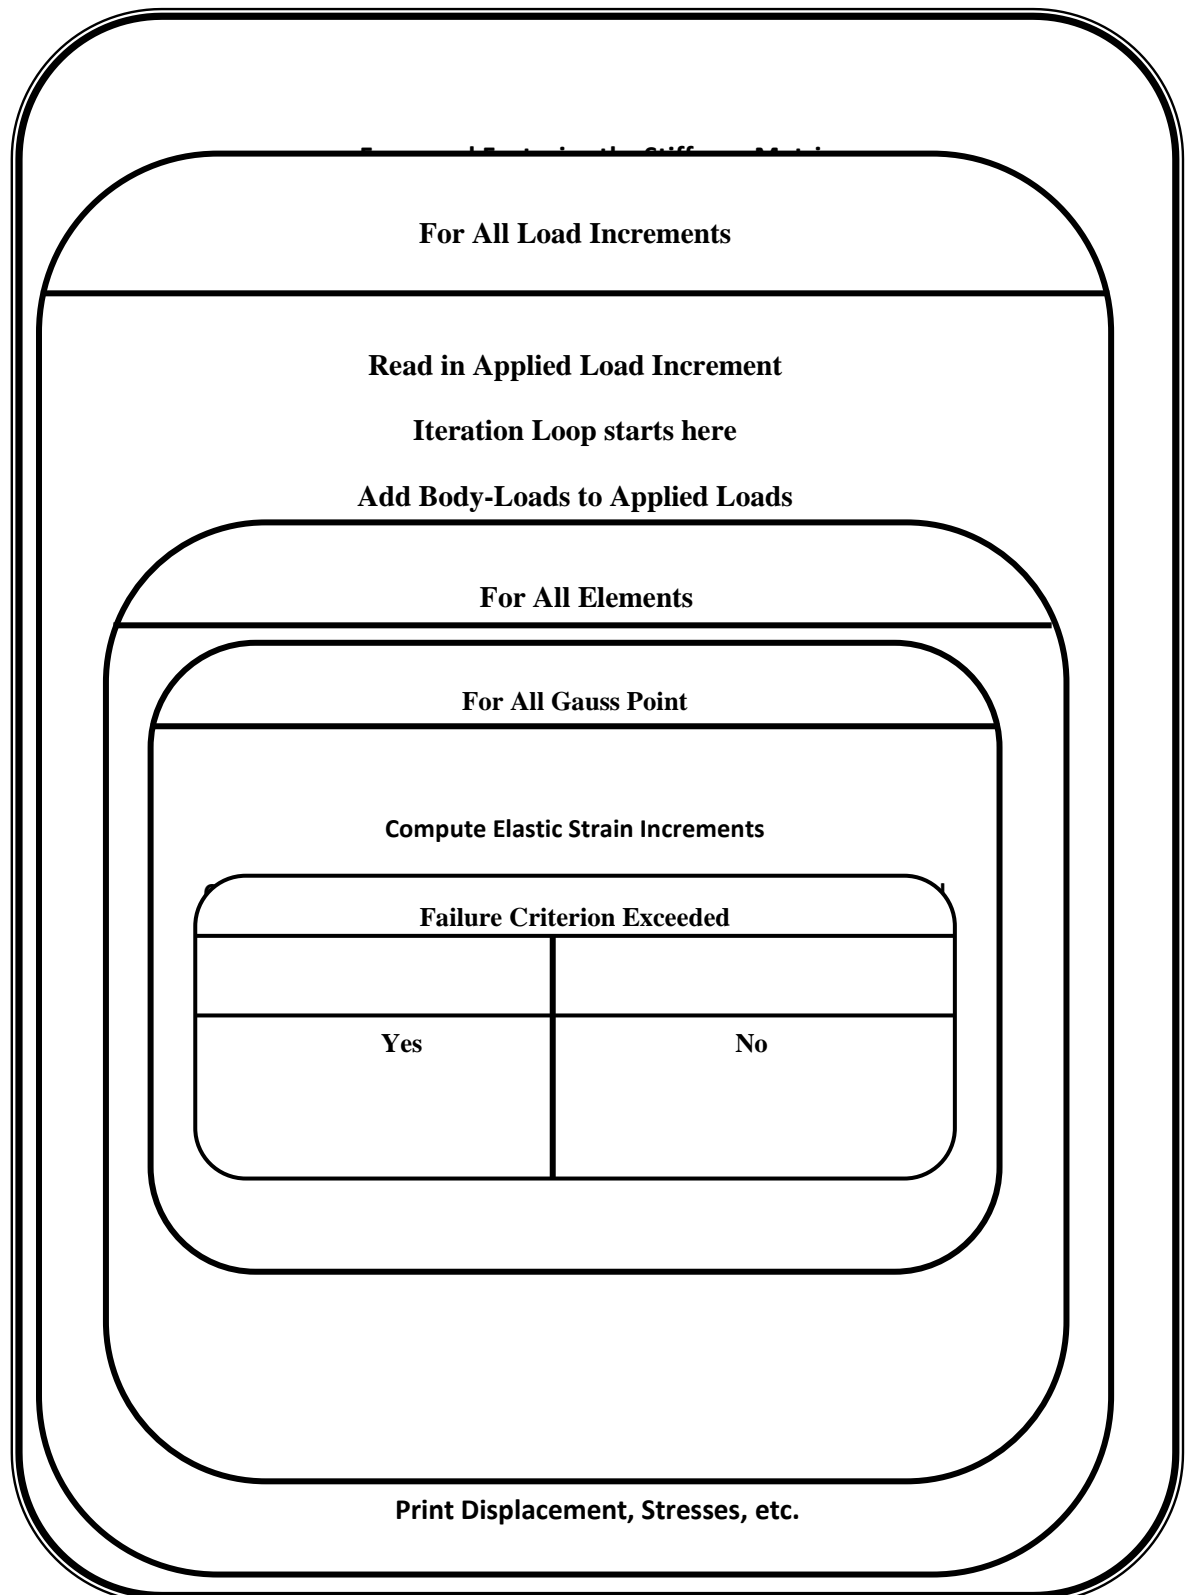 For All Load Increments
Read in Applied Load Increment
Iteration Loop starts here
Add Body-Loads to Applied Loads
For All Elements
For All Gauss Point
Compute Elastic Strain Increments
Failure Criterion Exceeded
Yes No
Print Displacement, Stresses, etc.